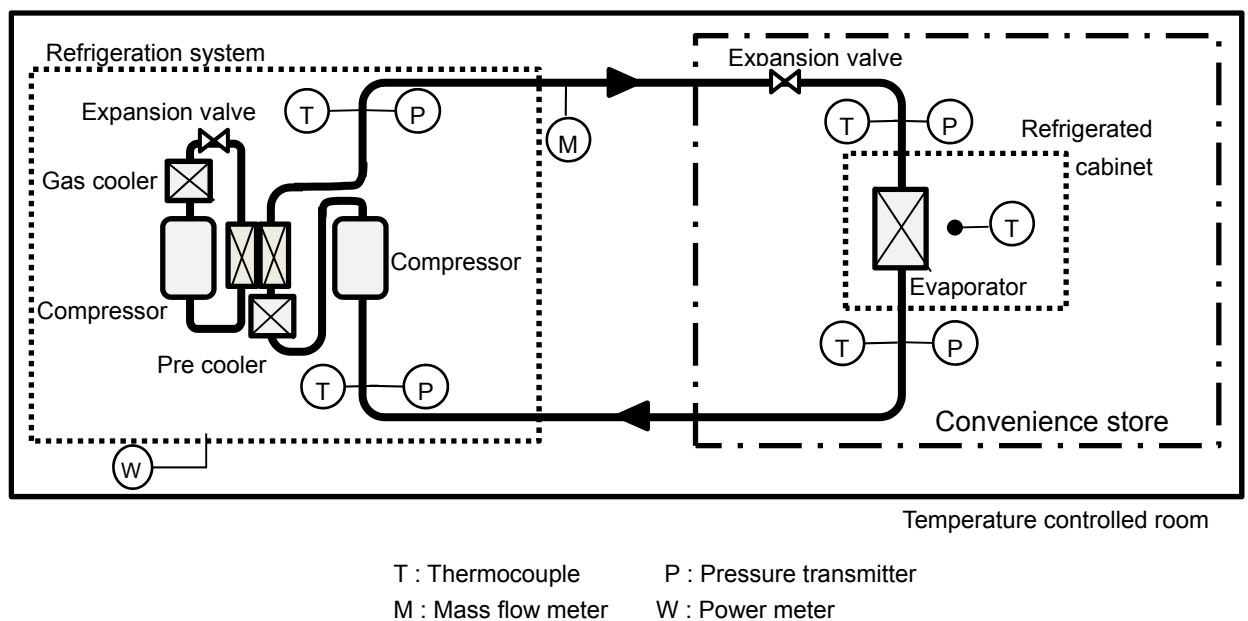 Refrigeration system
Expansion valve
Expansion valve
T
P
M
T
P
Refrigerated
cabinet
Gas cooler
T
Compressor
Evaporator
Compressor
Pre cooler
T
P
T
P
Convenience store
W
Temperature controlled room
T : Thermocouple P : Pressure transmitter
M : Mass flow meter W : Power meter